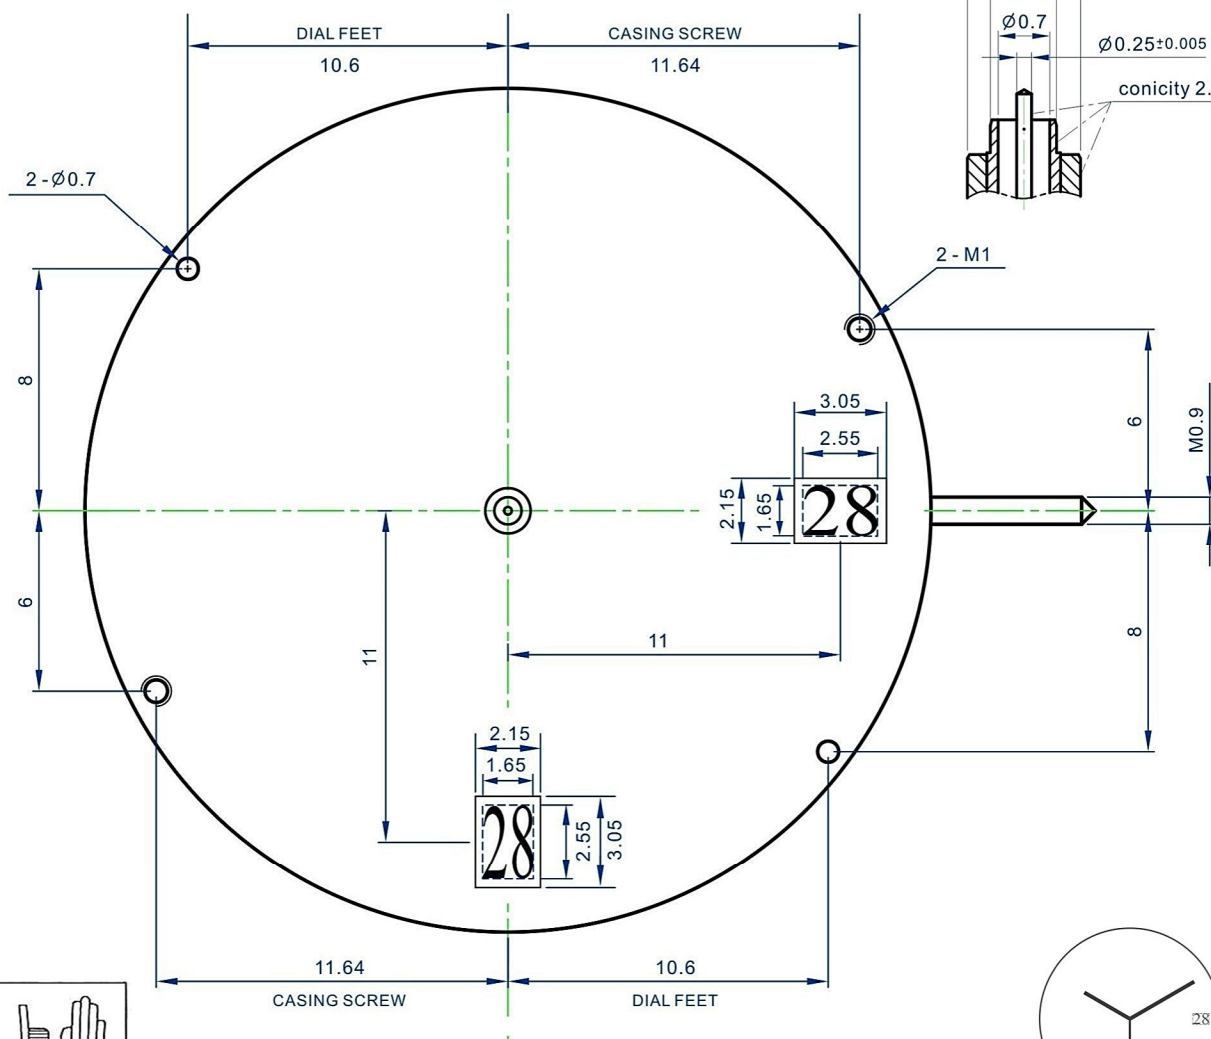 DIAL FEET
10.6
CASING SCREW
11.64
Ø0.7
Ø0.25±0.005
conicity 2.
2-Ø0.7
2-M1
8
6
6
8
M0.9
3.05
2.55
2.15
1.65
28
11
11
2.15
1.65
28
2.55
3.05
11.64
CASING SCREW
10.6
DIAL FEET
28